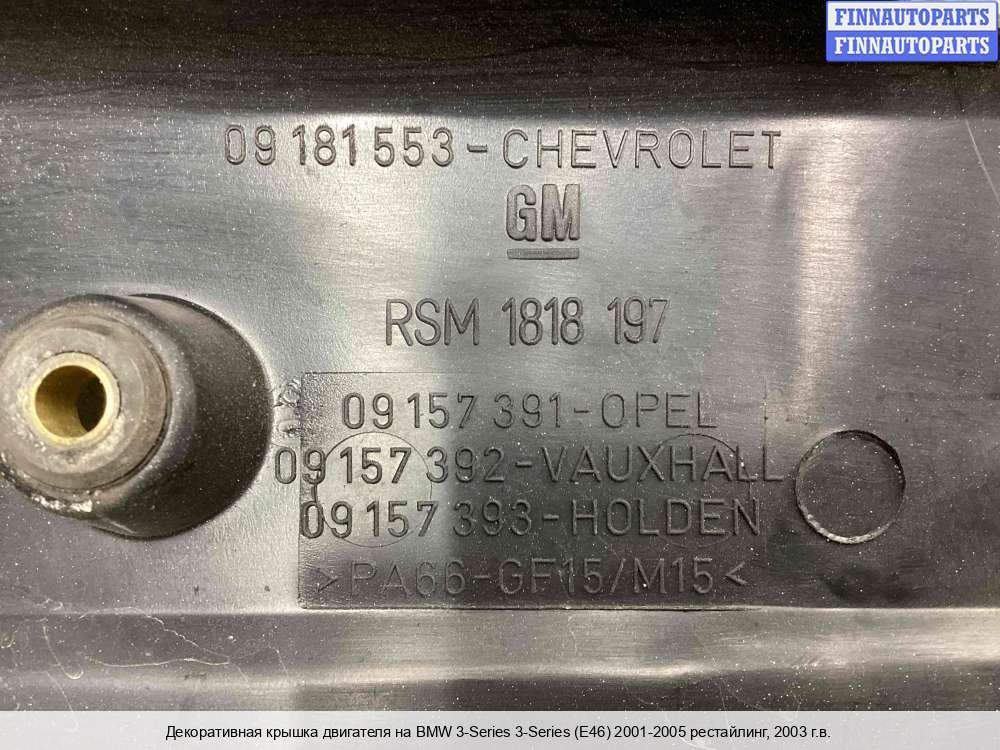 FINNAUTOPARTS
FINNAUTOPARTS
09 181 553 - CHEVROLET
GM
RSM 1818 197
09 157 391-OPEL
09 157 392-VAUXHALL
09 157 393-HOLDEN
>PA66-GF15/M15<
Декоративная крышка двигателя на BMW 3-Series 3-Series (E46) 2001-2005 рестайлинг, 2003 г.в.